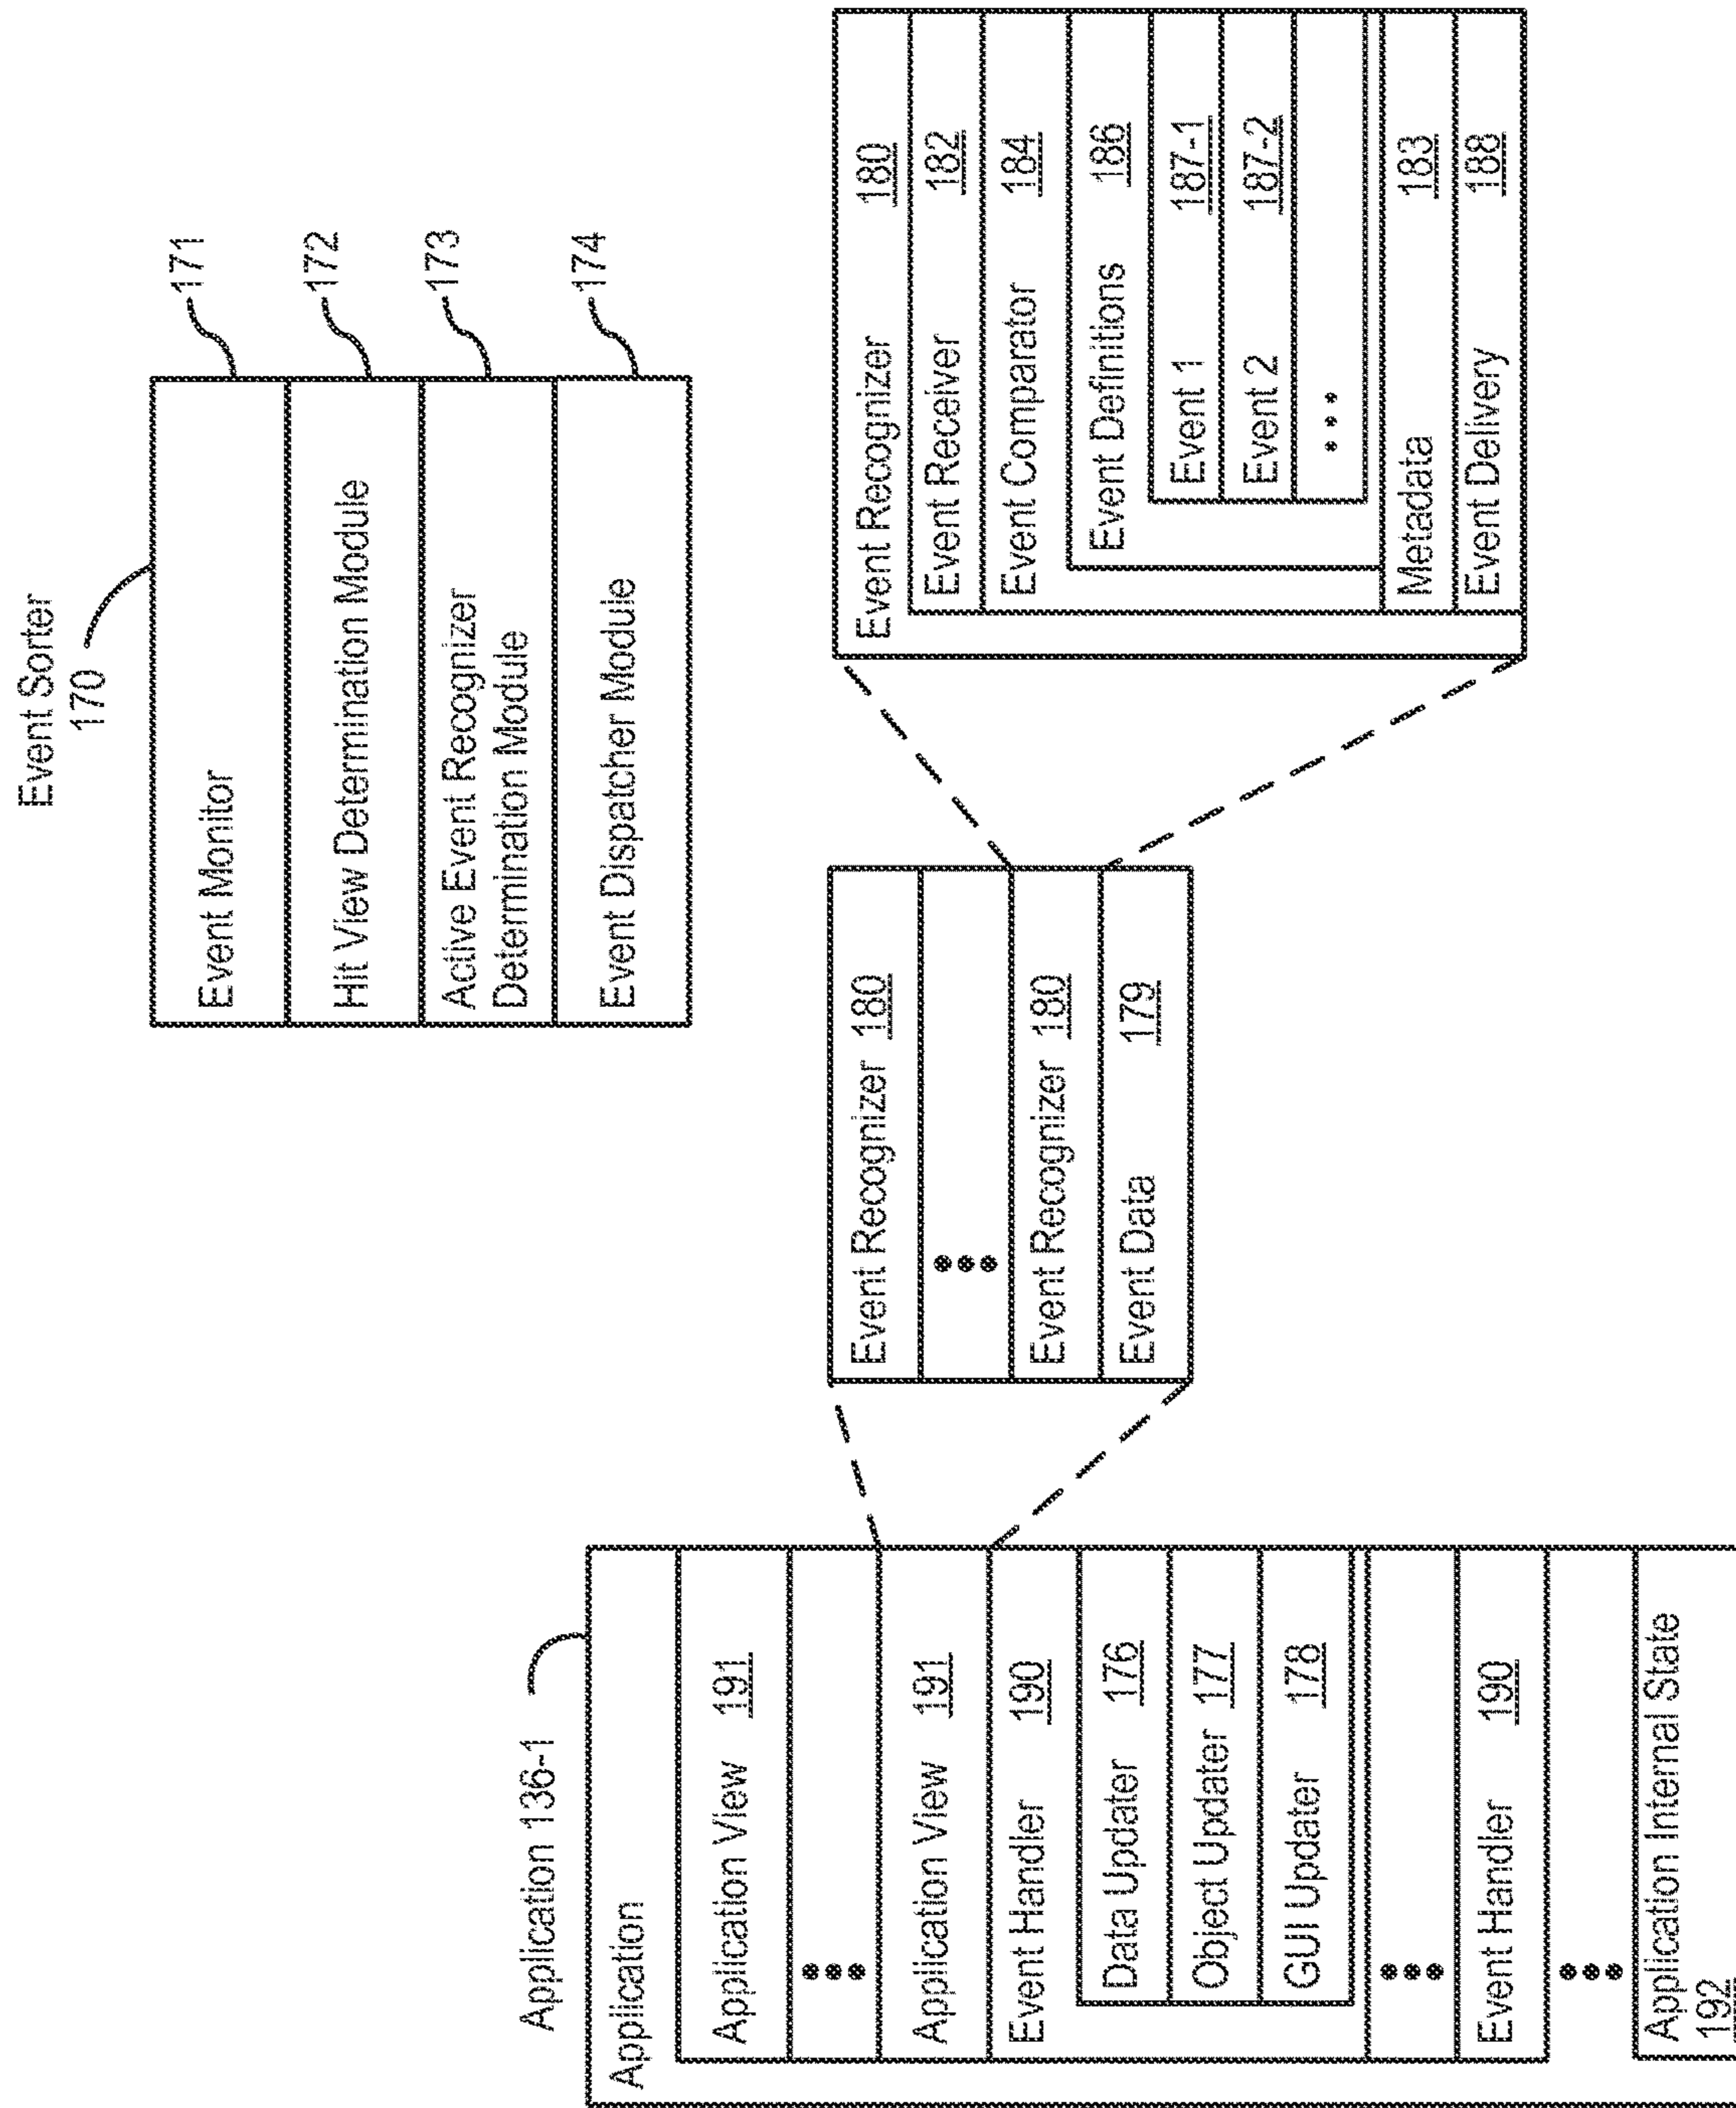 Event Sorter
170
Event Monitor
171
Hit View Determination Module
172
Active Event Recognizer
Determination Module
173
Event Dispatcher Module
174
Application 136-1
Application
Application View 191
•••
Application View 191
Event Handler 190
Data Updater 176
Object Updater 177
GUI Updater 178
•••
Event Handler 190
•••
Application Internal State
192
Event Recognizer 180
•••
Event Recognizer 180
Event Data 179
Event Recognizer 180
Event Receiver 182
Event Comparator 184
Event Definitions 186
Event 1 187-1
Event 2 187-2
•••
Metadata 183
Event Delivery 188